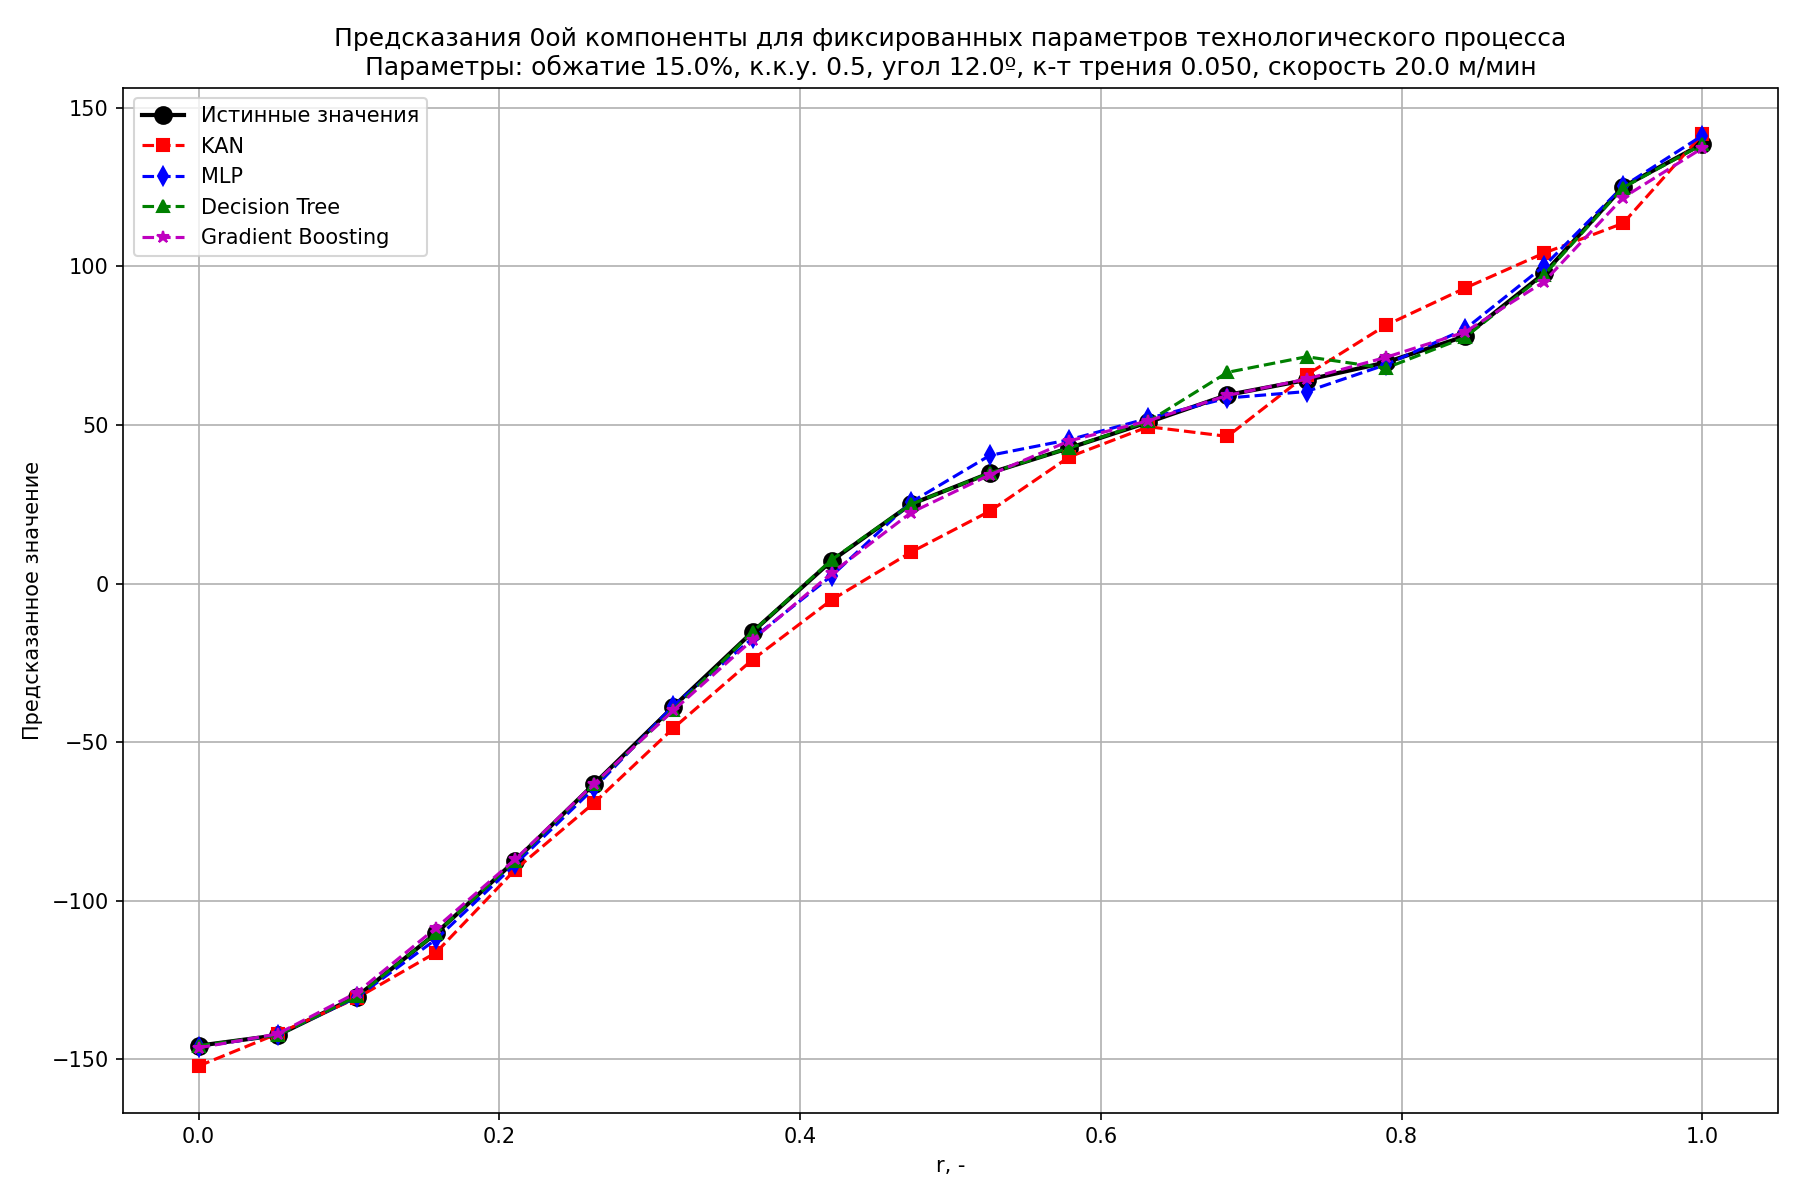 Предсказания 0ой компоненты для фиксированных параметров технологического процесса
Параметры: обжатие 15.0%, к.к.у. 0.5, угол 12.0º, к-т трения 0.050, скорость 20.0 м/мин
Истинные значения
KAN
MLP
Decision Tree
Gradient Boosting
Предсказанное значение
150
100
50
0
−50
−100
−150
0.0
0.2
0.4
0.6
0.8
1.0
r, -